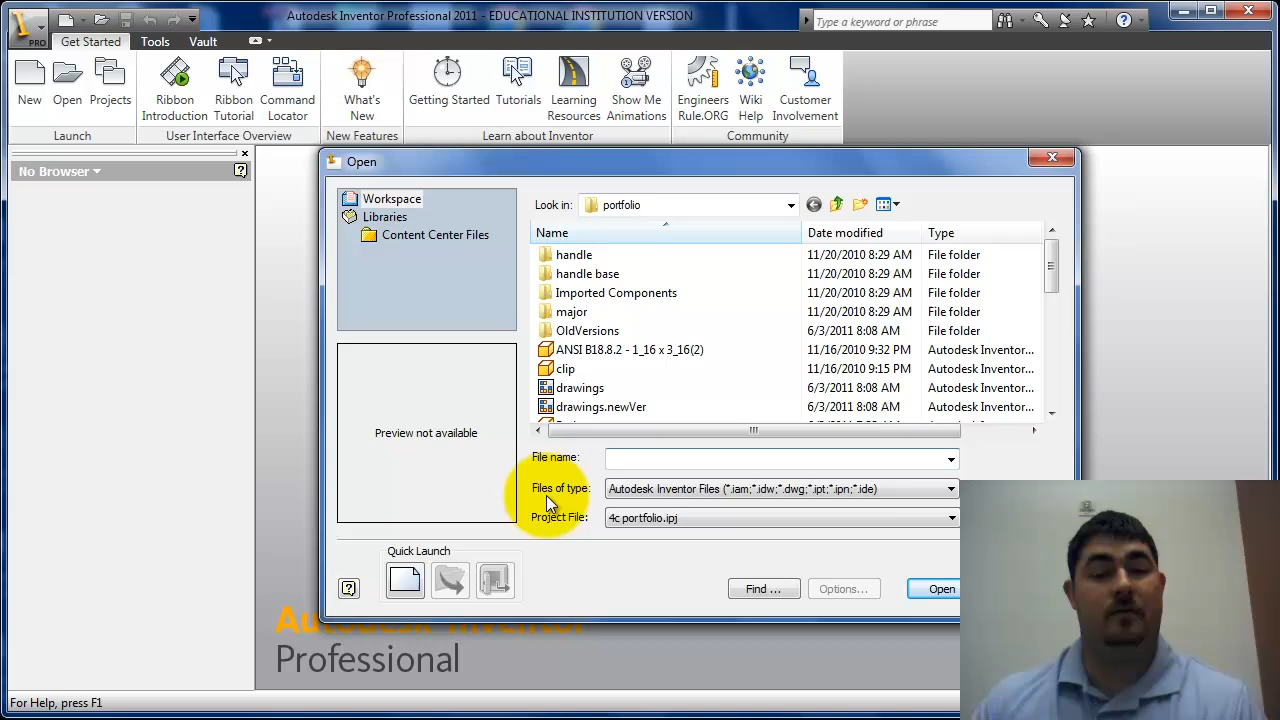 Autodesk Inventor Professional 2011 - EDUCATIONAL INSTITUTION VERSION
Type a keyword or phrase
PRO
Get Started Tools Vault
New Open Projects
Ribbon Introduction
Ribbon Tutorial
Command Locator
What's New
Getting Started Tutorials
Learning Resources
Show Me Animations
Engineers Rule.ORG
Wiki Help
Customer Involvement
Launch User Interface Overview New Features Learn about Inventor Community
No Browser
Open
Workspace
Libraries
Content Center Files
Preview not available
Look in: portfolio
Name Date modified Type
handle 11/20/2010 8:29 AM File folder
handle base 11/20/2010 8:29 AM File folder
Imported Components 11/20/2010 8:29 AM File folder
major 11/20/2010 8:29 AM File folder
OldVersions 6/3/2011 8:08 AM File folder
ANSI B18.8.2 - 1_16 x 3_16(2) 11/16/2010 9:32 PM Autodesk Inventor...
clip 11/16/2010 9:15 PM Autodesk Inventor...
drawings 6/3/2011 8:08 AM Autodesk Inventor...
drawings.newVer 6/3/2011 8:08 AM Autodesk Inventor...
File name:
Files of type: Autodesk Inventor Files (*.iam;*.idw;*.dwg;*.ipt;*.ipn;*.ide)
Project File: 4c portfolio.ipj
Quick Launch
Find ... Options... Open
Professional
For Help, press F1